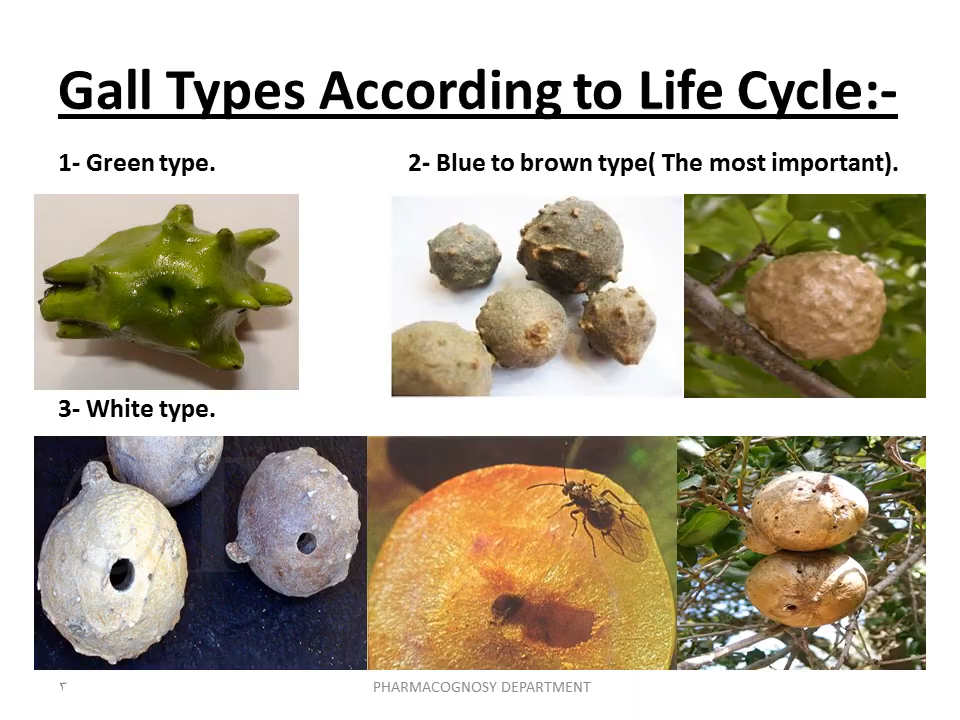 Gall Types According to Life Cycle:-
1- Green type.
2- Blue to brown type( The most important).
3- White type.
٣
PHARMACOGNOSY DEPARTMENT